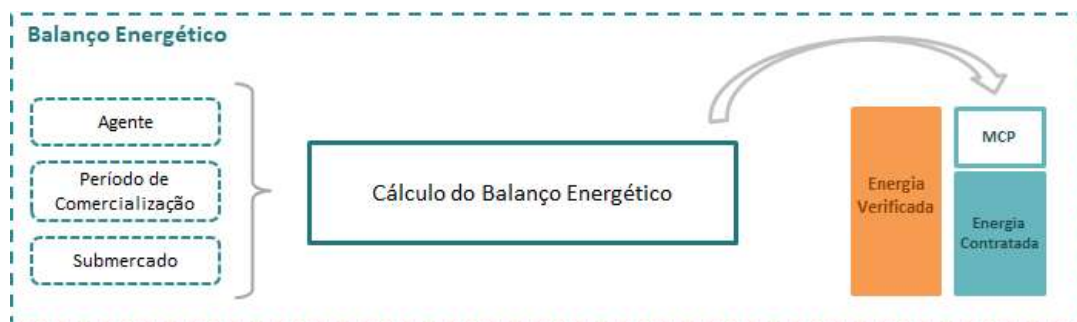 Balanço Energético
Agente
Período de
Comercialização
Submercado
Cálculo do Balanço Energético
Energia
Verificada
MCP
Energia
Contratada